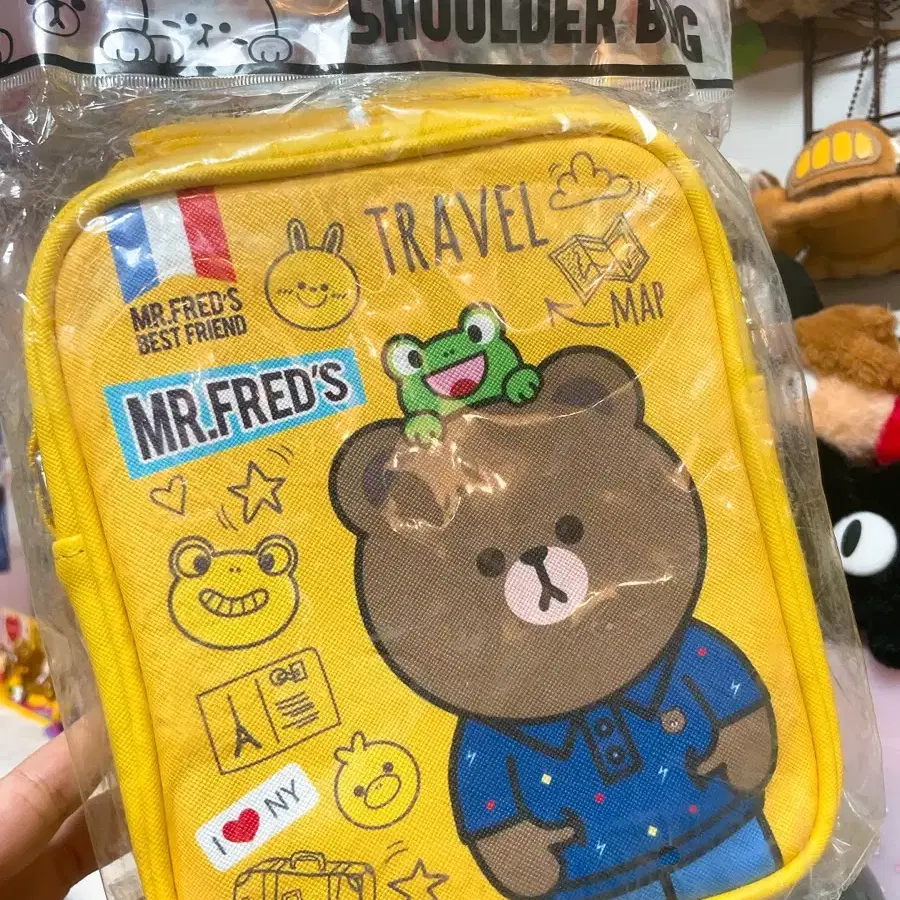 SHOULDER BAG
TRAVEL
MAP
MR.FRED'S
BEST FRIEND
MR.FRED'S
I ❤ NY